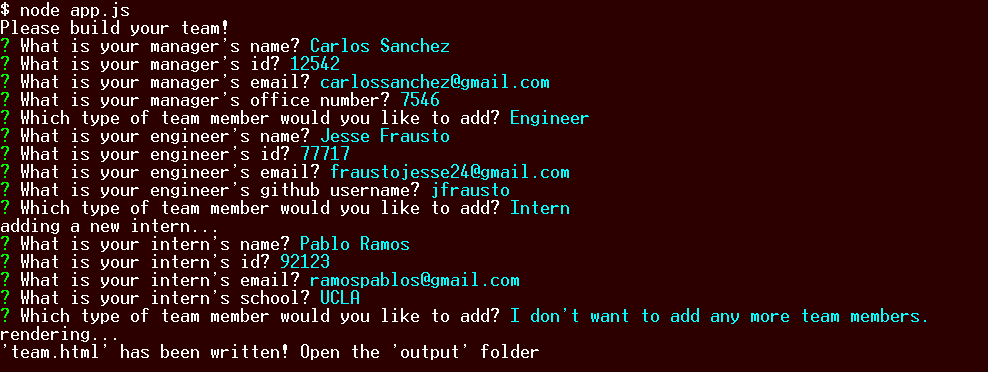 $ node app.js
Please build your team!
? What is your manager's name? Carlos Sanchez
? What is your manager's id? 12542
? What is your manager's email? carlossanchez@gmail.com
? What is your manager's office number? 7546
? Which type of team member would you like to add? Engineer
? What is your engineer's name? Jesse Frausto
? What is your engineer's id? 77717
? What is your engineer's email? fraustojesse24@gmail.com
? What is your engineer's github username? jfrausto
? Which type of team member would you like to add? Intern
adding a new intern...
? What is your intern's name? Pablo Ramos
? What is your intern's id? 92123
? What is your intern's email? ramospablos@gmail.com
? What is your intern's school? UCLA
? Which type of team member would you like to add? I don't want to add any more team members.
rendering...
'team.html' has been written! Open the 'output' folder